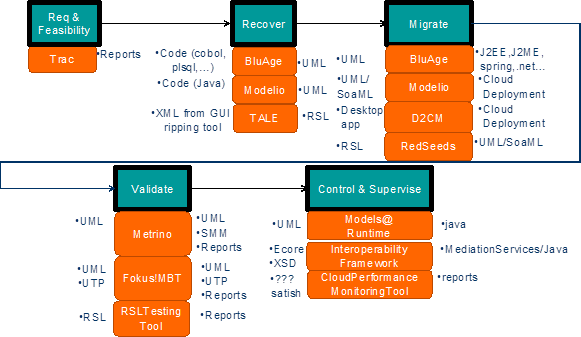 Req &
Feasibility
Trac
•Reports
Recover
•Code (cobol,
plsql,...)
BluAge
•UML
•Code (Java)
Modelio
•UML
•XML from GUI
ripping tool
TALE
•RSL
Migrate
•UML
BluAge
•J2EE,J2ME,
spring,.net...
•UML/
SoaML
Modelio
•Cloud
Deployment
•Desktop
app
D2CM
•Cloud
Deployment
•RSL
RedSeeds
•UML/SoaML
Validate
•UML
Metrino
•UML
•SMM
•Reports
•UML
•UTP
Fokus!MBT
•UML
•UTP
•Reports
•RSL
RSLTesting
Tool
•Reports
Control & Supervise
•UML
Models@
Runtime
•java
•Ecore
•XSD
Interoperability
Framework
•MediationServices/Java
•???
satish
CloudPerformance
MonitoringTool
•reports